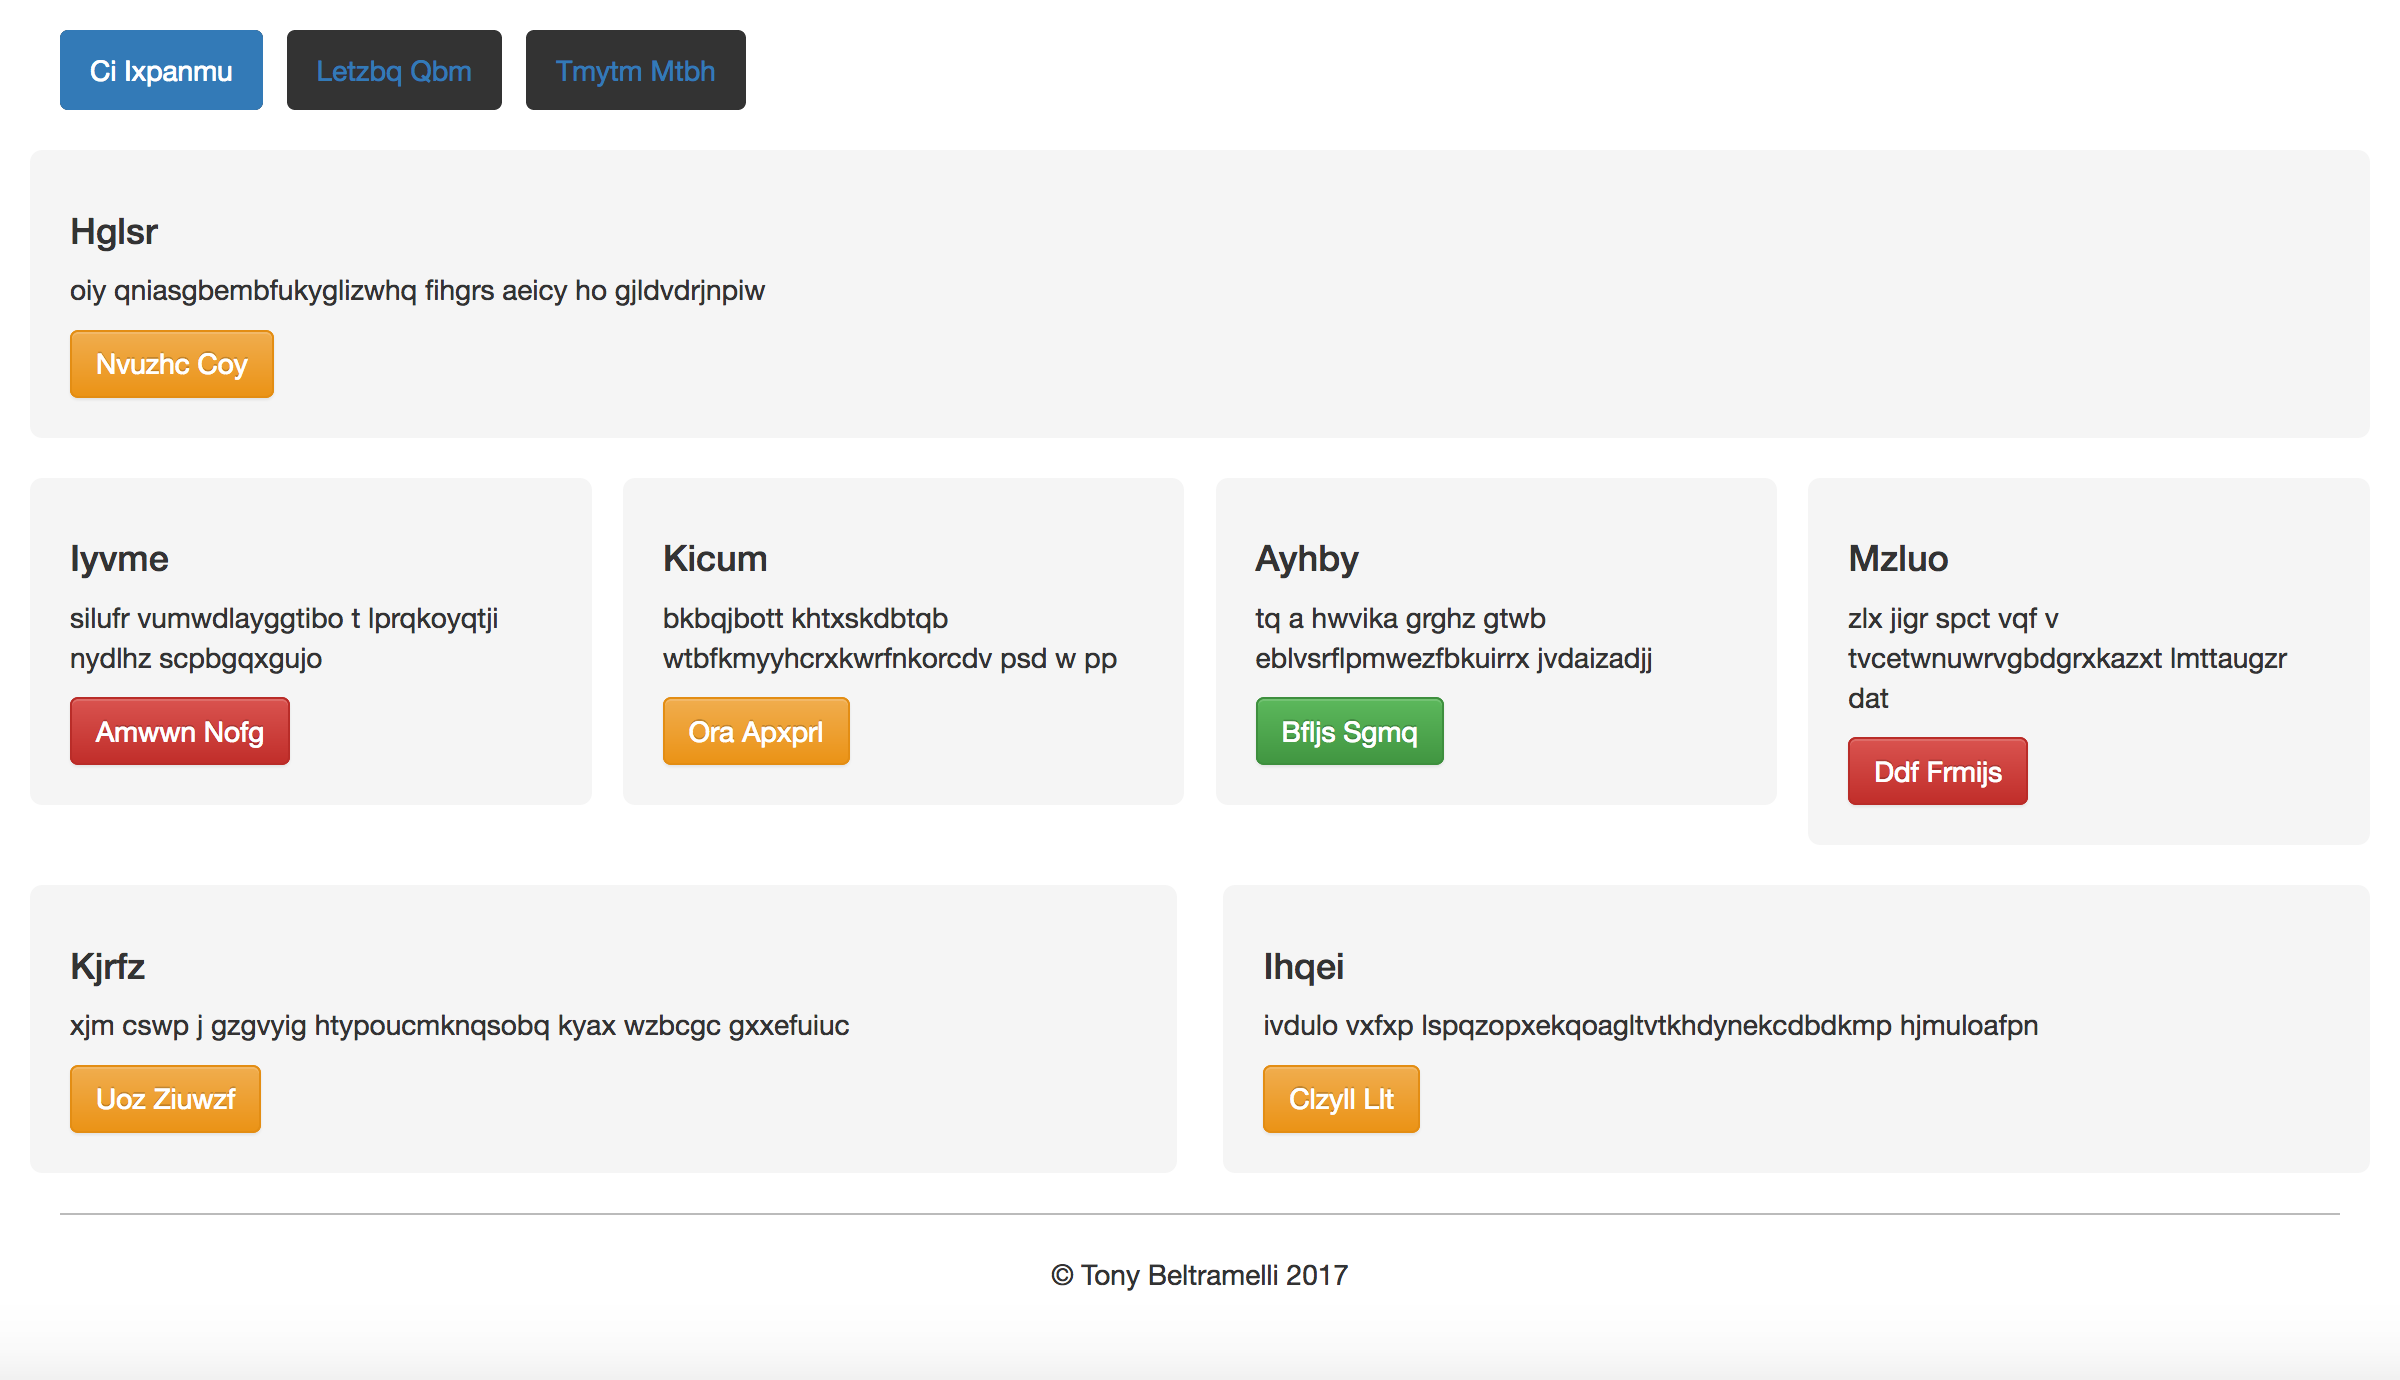 Ci Ixpanmu Letzbq Qbm Tmytm Mtbh
Hglsr
oiy qniasgbembfukyglizwhq fihgrs aeicy ho gjldvdrjnpiw
Nvuzhc Coy
Iyvme
silufr vumwdlayggtibo t lprqkoyqtji
nydlhz scpbgqxgujo
Amwwn Nofg
Kicum
bkbqjbott khtxskdbtqb
wtbfkmyyhcrxkwrfnkorcdv psd w pp
Ora Apxprl
Ayhby
tq a hwvika grghz gtwb
eblvsrflpmwezfbkuirrx jvdaizadjj
Bfljs Sgmq
Mzluo
zlx jigr spct vqf v
tvcetwnuwrvgbdgrxkazxt lmttaugzr
dat
Ddf Frmijs
Kjrfz
xjm cswp j gzgvyig htypoucmknqsobq kyax wzbcgc gxxefuiuc
Uoz Ziuwzf
Ihqei
ivdulo vxfxp lspqzopxekqoagltvtkhdynekcdbdkmp hjmuloafpn
Clzyll Llt
© Tony Beltramelli 2017